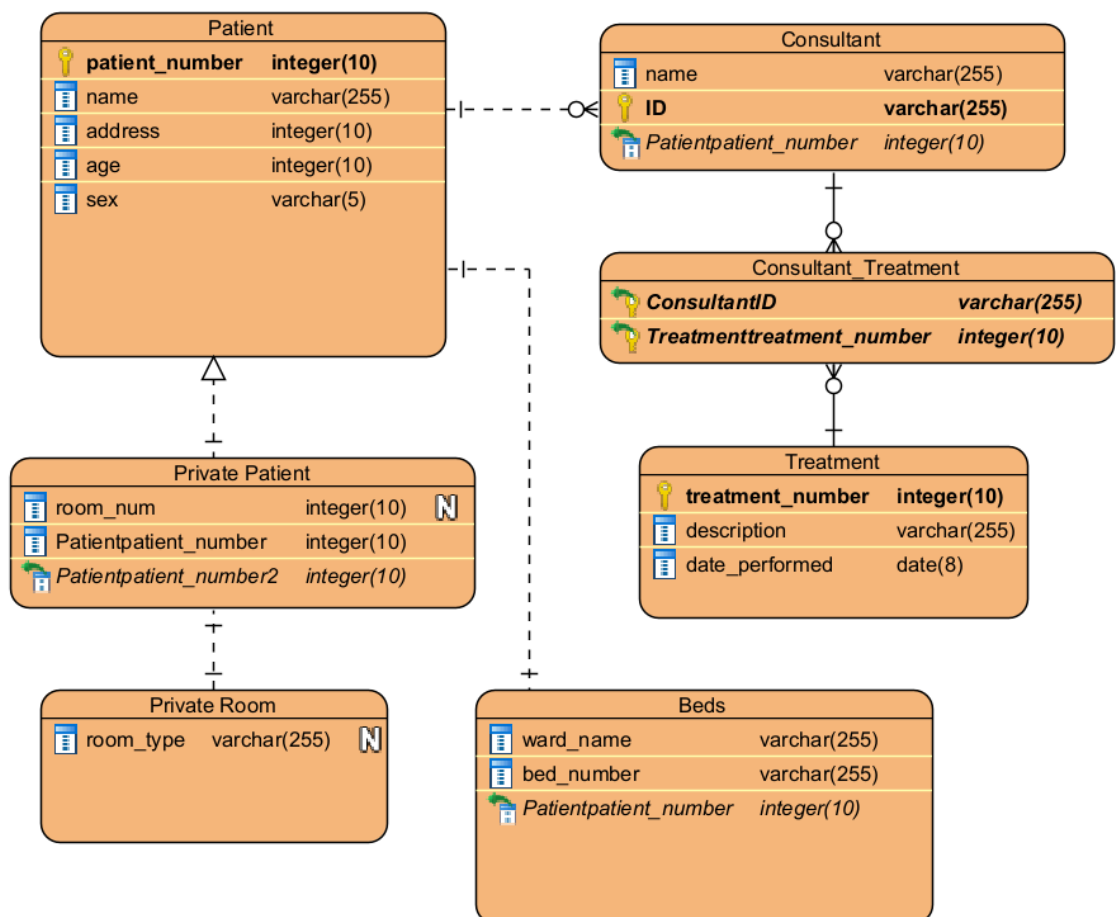 Patient
patient_number integer(10)
name varchar(255)
address integer(10)
age integer(10)
sex varchar(5)
Consultant
name varchar(255)
ID varchar(255)
Patientpatient_number integer(10)
Consultant_Treatment
ConsultantID varchar(255)
Treatmenttreatment_number integer(10)
Treatment
treatment_number integer(10)
description varchar(255)
date_performed date(8)
Private Patient
room_num integer(10) N
Patientpatient_number integer(10)
Patientpatient_number2 integer(10)
Private Room
room_type varchar(255) N
Beds
ward_name varchar(255)
bed_number varchar(255)
Patientpatient_number integer(10)